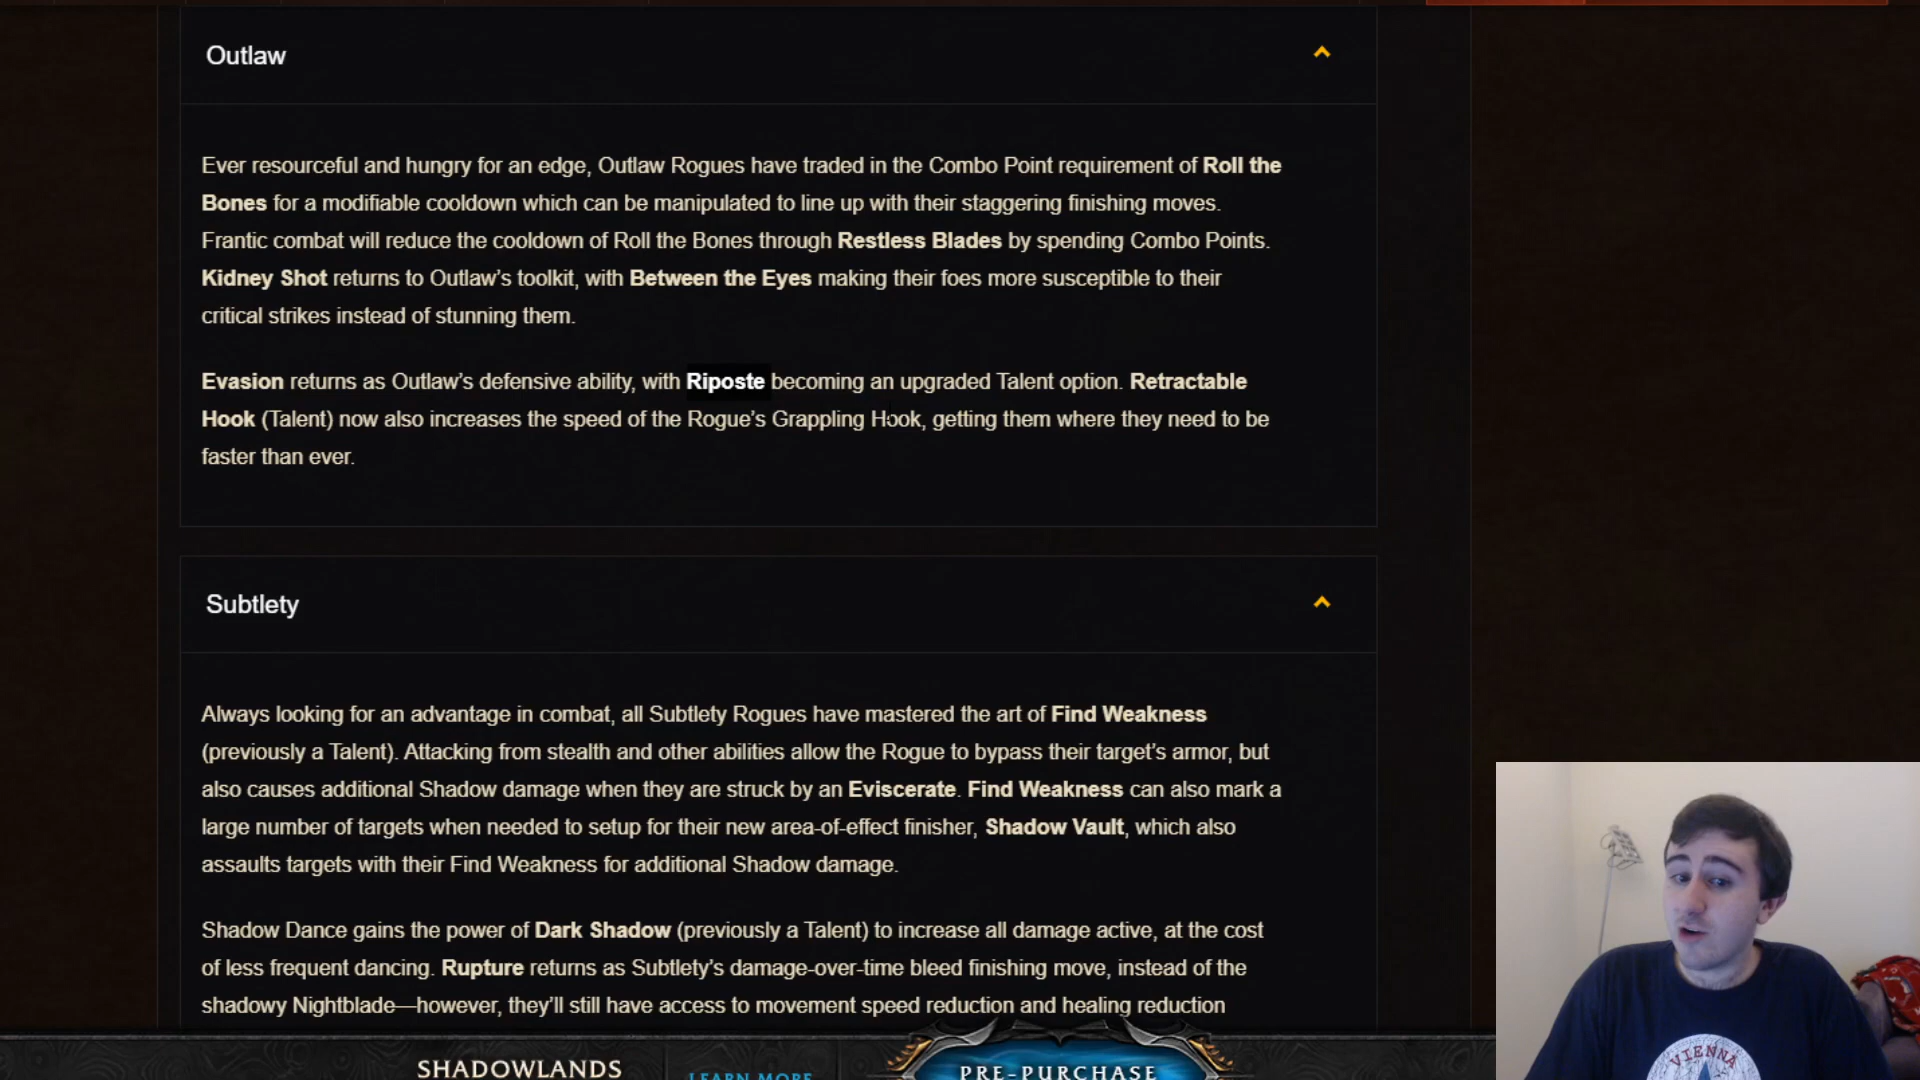 Outlaw
Ever resourceful and hungry for an edge, Outlaw Rogues have traded in the Combo Point requirement of Roll the
Bones for a modifiable cooldown which can be manipulated to line up with their staggering finishing moves.
Frantic combat will reduce the cooldown of Roll the Bones through Restless Blades by spending Combo Points.
Kidney Shot returns to Outlaw’s toolkit, with Between the Eyes making their foes more susceptible to their
critical strikes instead of stunning them.
Evasion returns as Outlaw’s defensive ability, with Riposte becoming an upgraded Talent option. Retractable
Hook (Talent) now also increases the speed of the Rogue’s Grappling Hook, getting them where they need to be
faster than ever.
Subtlety
Always looking for an advantage in combat, all Subtlety Rogues have mastered the art of Find Weakness
(previously a Talent). Attacking from stealth and other abilities allow the Rogue to bypass their target’s armor, but
also causes additional Shadow damage when they are struck by an Eviscerate. Find Weakness can also mark a
large number of targets when needed to setup for their new area-of-effect finisher, Shadow Vault, which also
assaults targets with their Find Weakness for additional Shadow damage.
Shadow Dance gains the power of Dark Shadow (previously a Talent) to increase all damage active, at the cost
of less frequent dancing. Rupture returns as Subtlety’s damage-over-time bleed finishing move, instead of the
shadowy Nightblade—however, they’ll still have access to movement speed reduction and healing reduction
SHADOWLANDS
LEARN MORE
PRE-PURCHASE
VIENNA